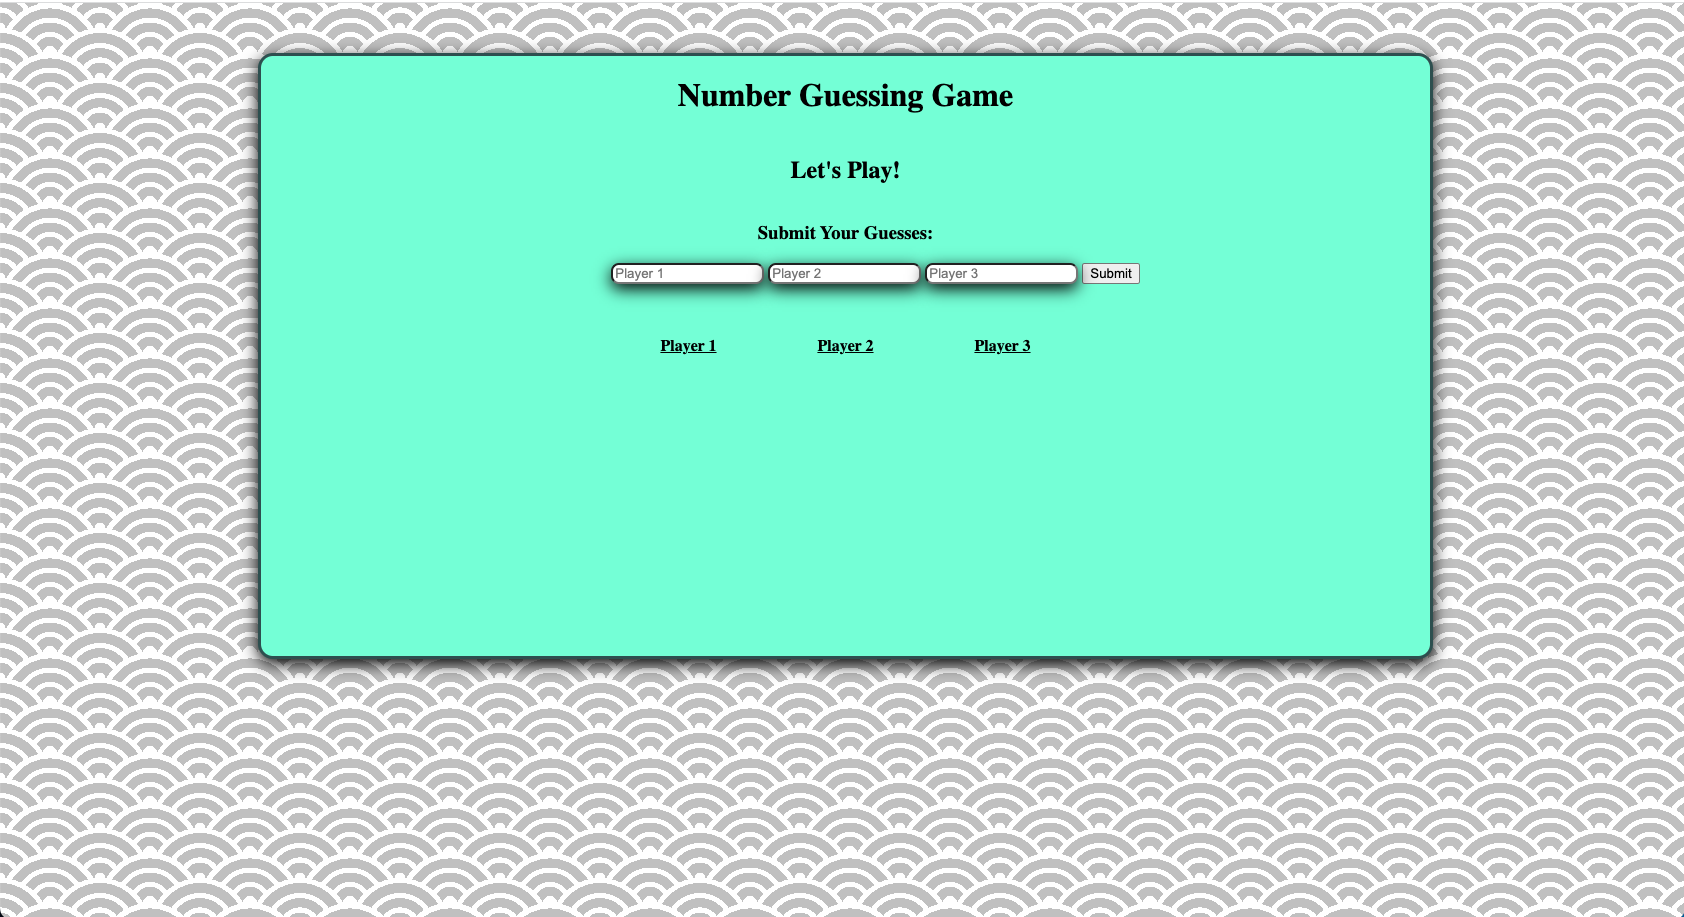 Number Guessing Game
Let's Play!
Submit Your Guesses:
Player 1 Player 2 Player 3 Submit
Player 1 Player 2 Player 3